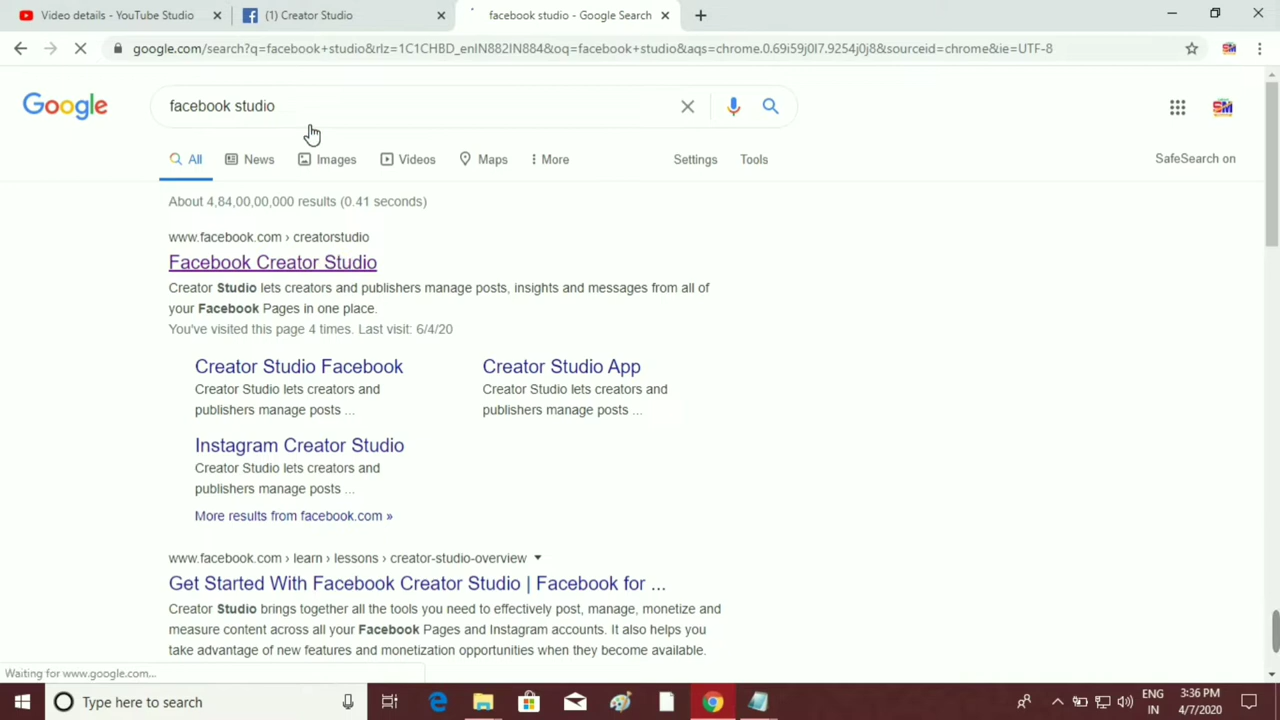 Video details - YouTube Studio
(1) Creator Studio
facebook studio - Google Search
google.com/search?q=facebook+studio&rlz=1C1CHBD_enIN882IN884&oq=facebook+studio&aqs=chrome.0.69i59j0l7.9254j0j8&sourceid=chrome&ie=UTF-8
Google
facebook studio
SM
All
News
Images
Videos
Maps
More
Settings
Tools
SafeSearch on
About 4,84,00,00,000 results (0.41 seconds)
www.facebook.com › creatorstudio
Facebook Creator Studio
Creator Studio lets creators and publishers manage posts, insights and messages from all of
your Facebook Pages in one place.
You've visited this page 4 times. Last visit: 6/4/20
Creator Studio Facebook
Creator Studio lets creators and
publishers manage posts ...
Creator Studio App
Creator Studio lets creators and
publishers manage posts ...
Instagram Creator Studio
Creator Studio lets creators and
publishers manage posts ...
More results from facebook.com »
www.facebook.com › learn › lessons › creator-studio-overview
Get Started With Facebook Creator Studio | Facebook for ...
Creator Studio brings together all the tools you need to effectively post, manage, monetize and
measure content across all your Facebook Pages and Instagram accounts. It also helps you
take advantage of new features and monetization opportunities when they become available.
Waiting for www.google.com...
Type here to search
ENG
IN
3:36 PM
4/7/2020